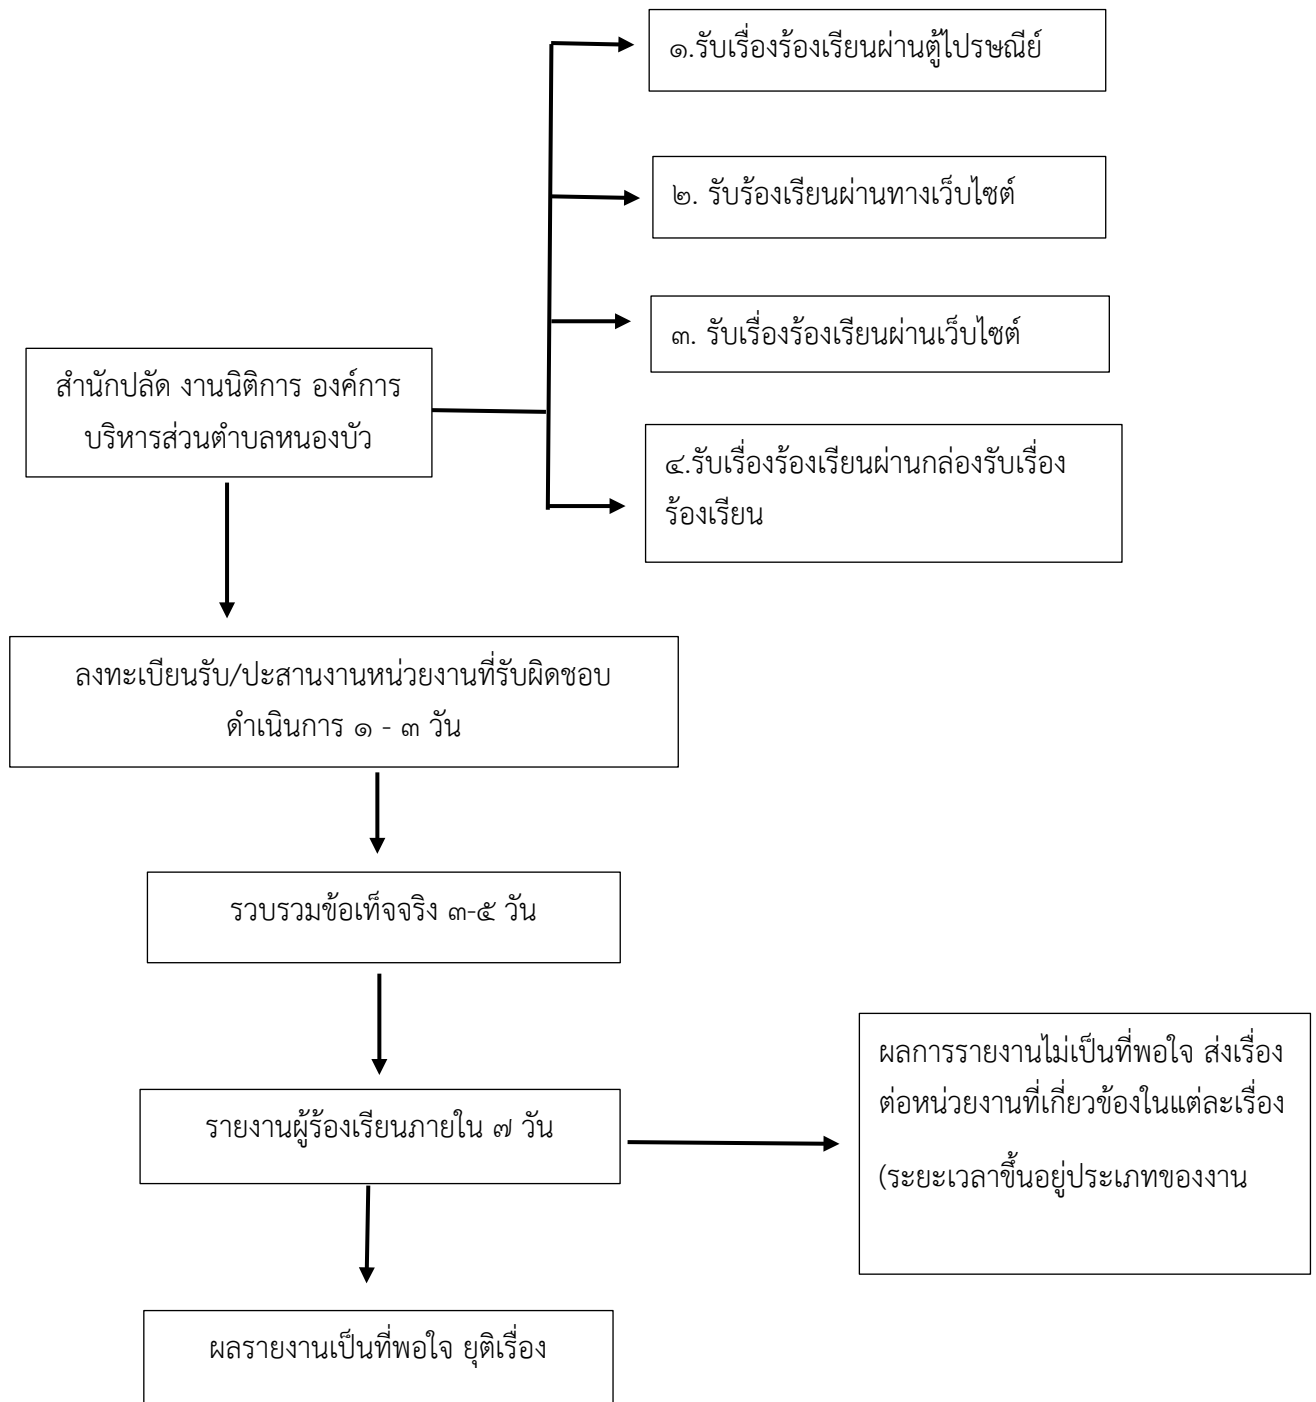 ๑.รับเรื่องร้องเรียนผ่านตู้ไปรษณีย์
๒. รับร้องเรียนผ่านทางเว็บไซต์
๓. รับเรื่องร้องเรียนผ่านเว็บไซต์
สำนักปลัด งานนิติการ องค์การ
บริหารส่วนตำบลหนองบัว
๔.รับเรื่องร้องเรียนผ่านกล่องรับเรื่อง
ร้องเรียน
ลงทะเบียนรับ/ปะสานงานหน่วยงานที่รับผิดชอบ
ดำเนินการ ๑ - ๓ วัน
รวบรวมข้อเท็จจริง ๓-๕ วัน
รายงานผู้ร้องเรียนภายใน ๗ วัน
ผลการรายงานไม่เป็นที่พอใจ ส่งเรื่อง
ต่อหน่วยงานที่เกี่ยวข้องในแต่ละเรื่อง
(ระยะเวลาขึ้นอยู่ประเภทของงาน
ผลรายงานเป็นที่พอใจ ยุติเรื่อง